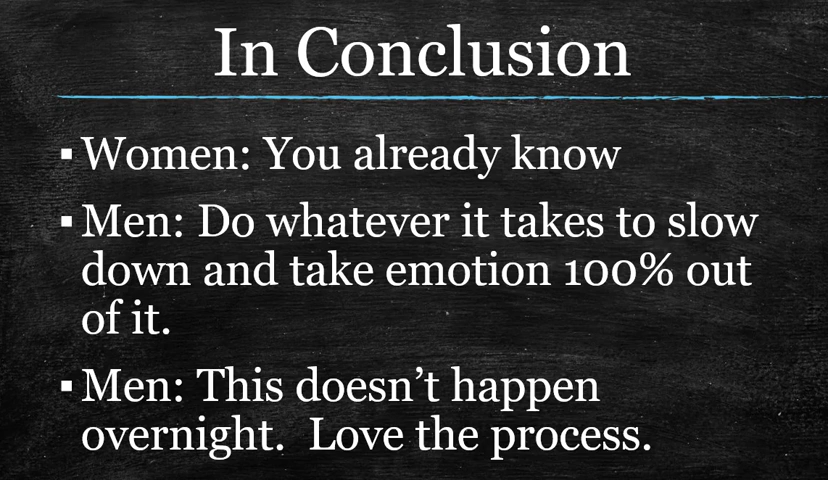 In Conclusion
▪ Women: You already know
▪ Men: Do whatever it takes to slow
down and take emotion 100% out
of it.
▪ Men: This doesn’t happen
overnight.  Love the process.